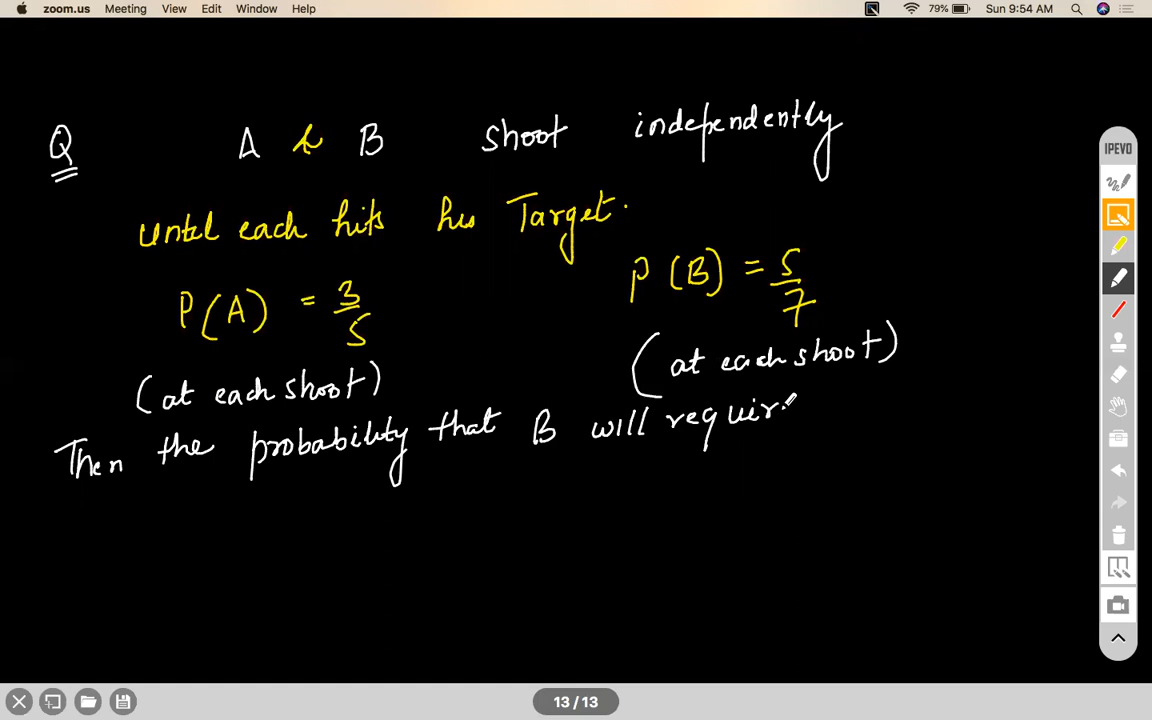 zoom.us Meeting View Edit Window Help 79% Sun 9:54 AM
Q A & B shoot independently
until each hits his Target.
P(A) = 3/5 P(B) = 5/7
(at each shoot) (at each shoot)
Then the probability that B will requir
IPEVO
13 / 13